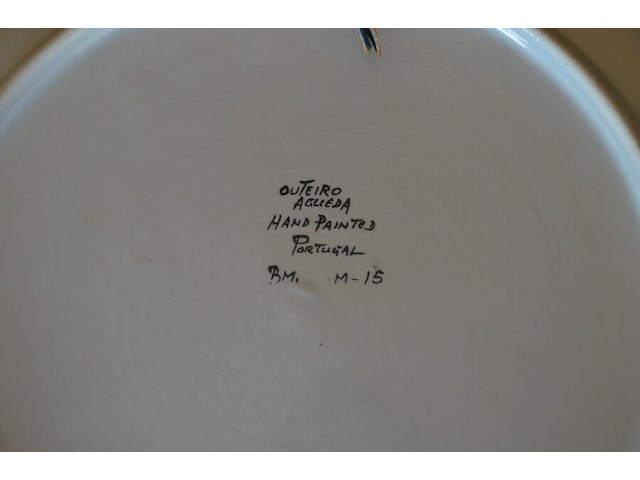 OUTEIRO
AGUEDA
HAND PAINTED
PORTUGAL
BM. M-15